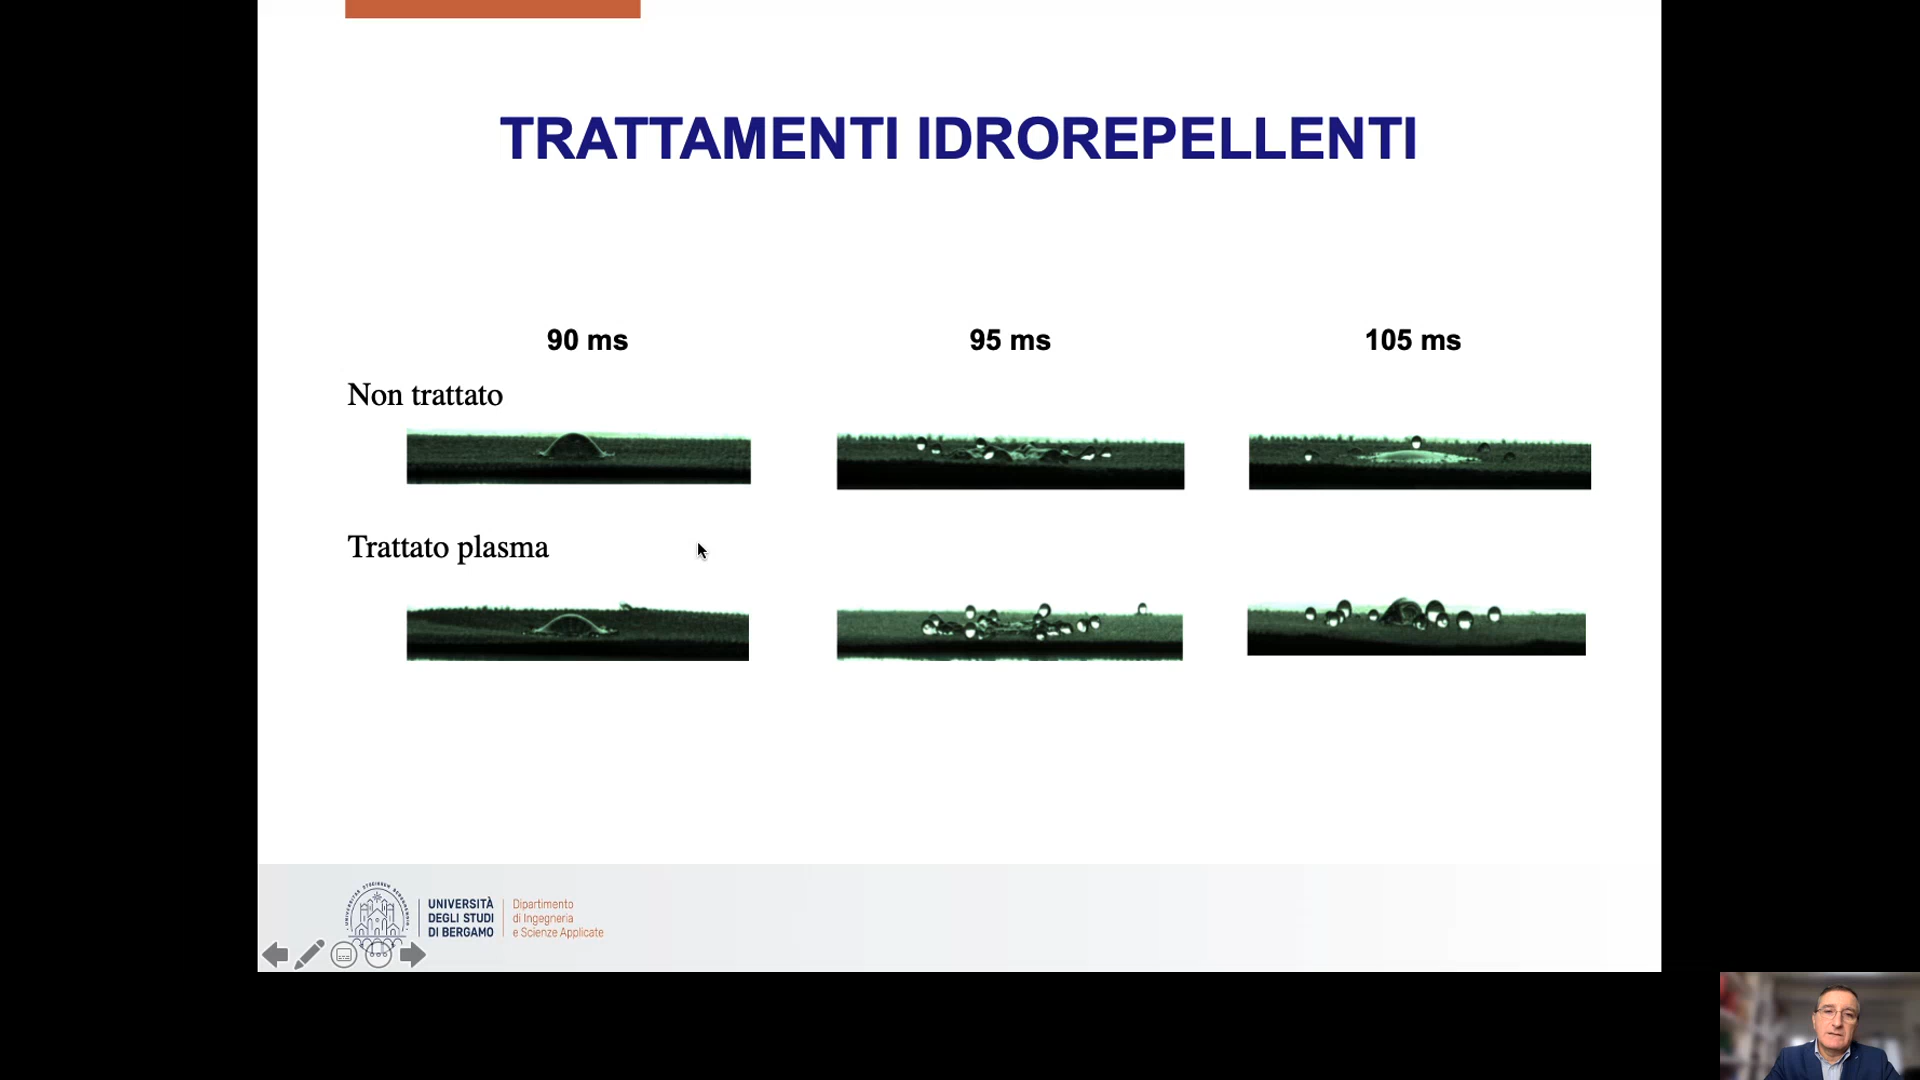 TRATTAMENTI IDROREPELLENTI
90 ms
95 ms
105 ms
Non trattato
Trattato plasma
UNIVERSITÀ
DEGLI STUDI
DI BERGAMO
Dipartimento
di Ingegneria
e Scienze Applicate